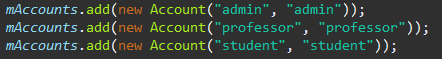 mAccounts.add(new Account("admin", "admin"));
mAccounts.add(new Account("professor", "professor"));
mAccounts.add(new Account("student", "student"));